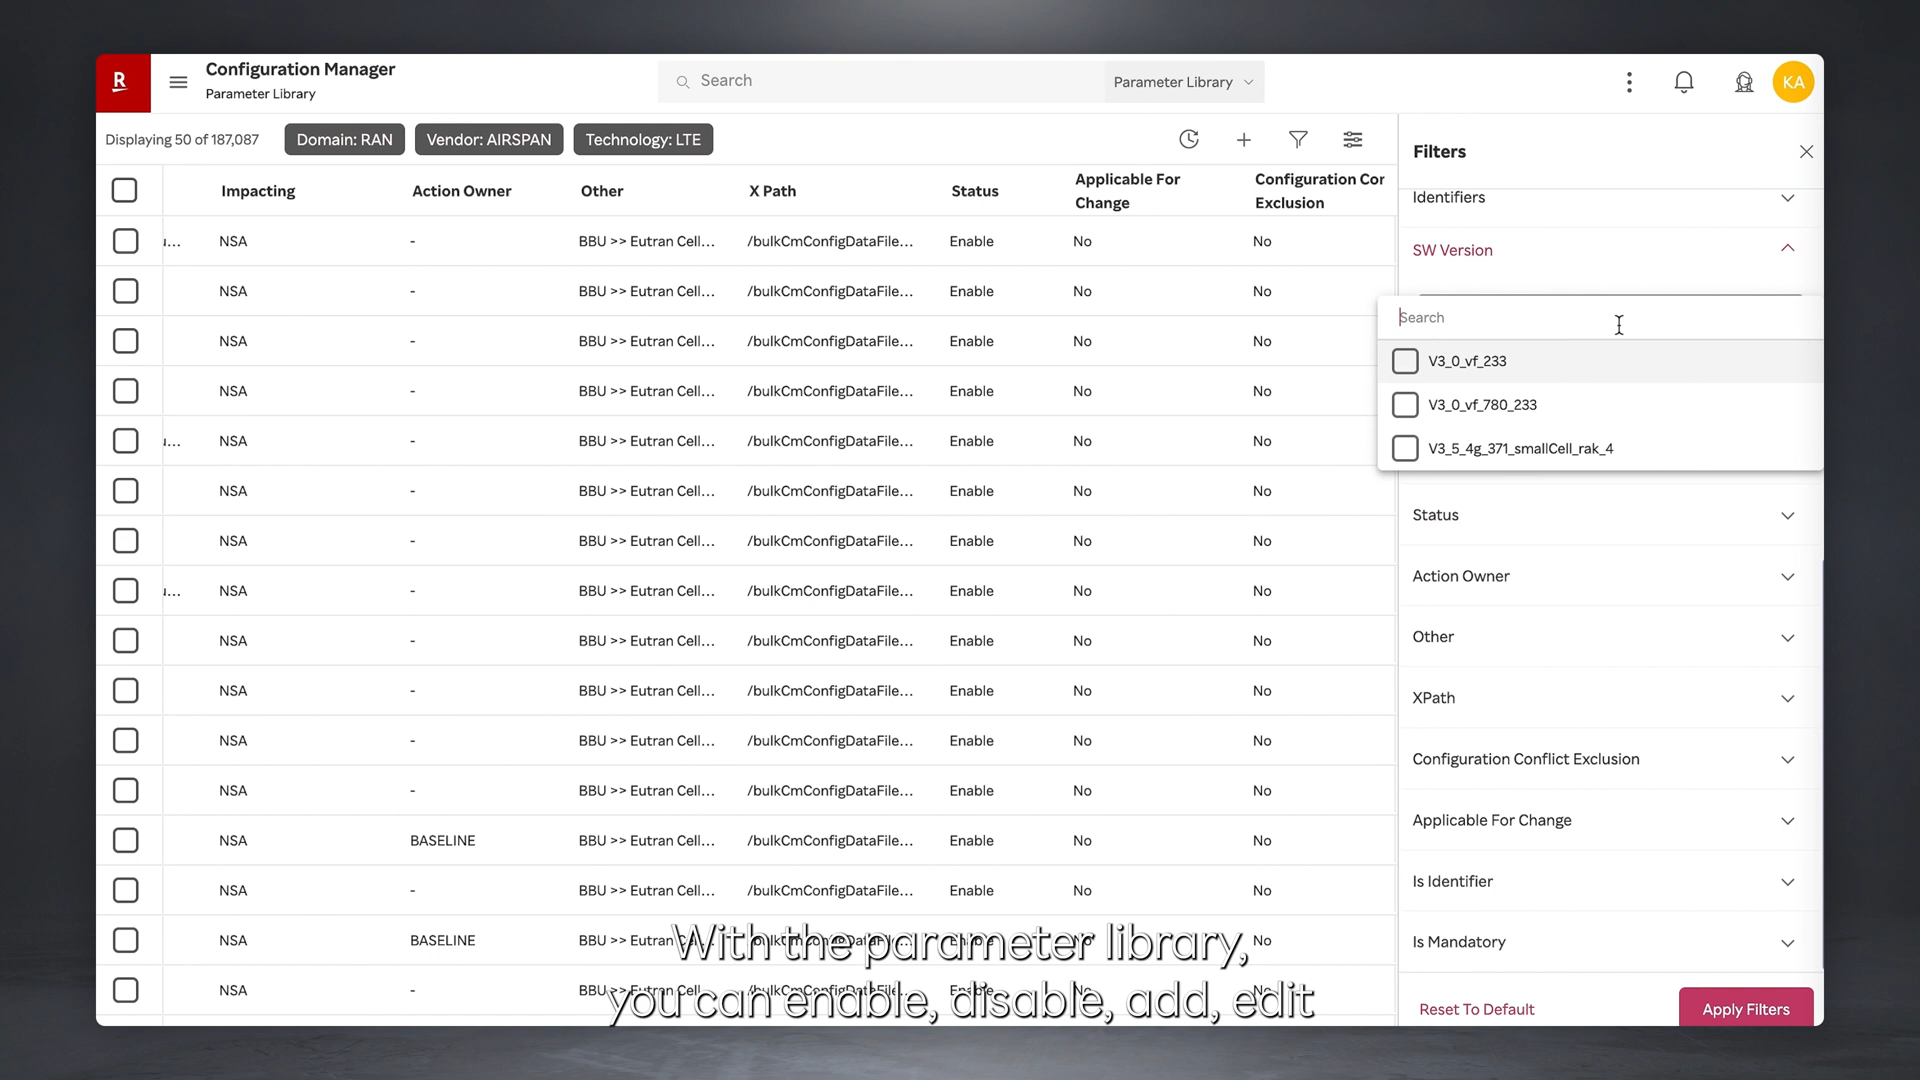 R
Configuration Manager
Parameter Library
Search
Parameter Library
KA
Displaying 50 of 187,087
Domain: RAN
Vendor: AIRSPAN
Technology: LTE
Impacting Action Owner Other X Path Status Applicable For Change Configuration Cor Exclusion
NSA - BBU >> Eutran Cell... /bulkCmConfigDataFile... Enable No No
NSA - BBU >> Eutran Cell... /bulkCmConfigDataFile... Enable No No
NSA - BBU >> Eutran Cell... /bulkCmConfigDataFile... Enable No No
NSA - BBU >> Eutran Cell... /bulkCmConfigDataFile... Enable No No
NSA - BBU >> Eutran Cell... /bulkCmConfigDataFile... Enable No No
NSA - BBU >> Eutran Cell... /bulkCmConfigDataFile... Enable No No
NSA - BBU >> Eutran Cell... /bulkCmConfigDataFile... Enable No No
NSA - BBU >> Eutran Cell... /bulkCmConfigDataFile... Enable No No
NSA - BBU >> Eutran Cell... /bulkCmConfigDataFile... Enable No No
NSA - BBU >> Eutran Cell... /bulkCmConfigDataFile... Enable No No
NSA - BBU >> Eutran Cell... /bulkCmConfigDataFile... Enable No No
NSA - BBU >> Eutran Cell... /bulkCmConfigDataFile... Enable No No
NSA BASELINE BBU >> Eutran Cell... /bulkCmConfigDataFile... Enable No No
NSA - BBU >> Eutran Cell... /bulkCmConfigDataFile... Enable No No
NSA BASELINE BBU >> Eutran No
NSA - BBU >> No No
Filters
Identifiers
SW Version
Search
V3_0_vf_233
V3_0_vf_780_233
V3_5_4g_371_smallCell_rak_4
Status
Action Owner
Other
XPath
Configuration Conflict Exclusion
Applicable For Change
Is Identifier
Is Mandatory
Reset To Default
Apply Filters
With the parameter library,
you can enable, disable, add, edit